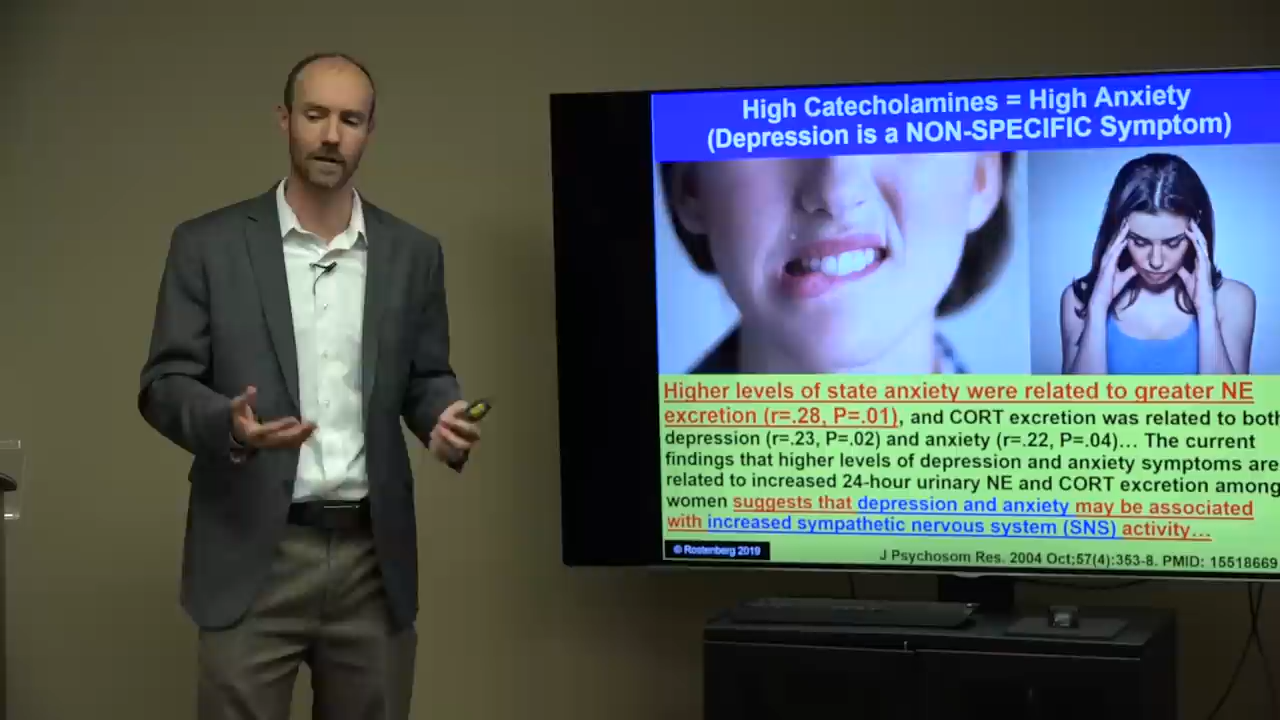 High Catecholamines = High Anxiety
(Depression is a NON-SPECIFIC Symptom)
Higher levels of state anxiety were related to greater NE
excretion (r=.28, P=.01), and CORT excretion was related to both
depression (r=.23, P=.02) and anxiety (r=.22, P=.04)... The current
findings that higher levels of depression and anxiety symptoms are
related to increased 24-hour urinary NE and CORT excretion among
women suggests that depression and anxiety may be associated
with increased sympathetic nervous system (SNS) activity...
© Rostenberg 2019
J Psychosom Res. 2004 Oct;57(4):353-8. PMID: 15518669